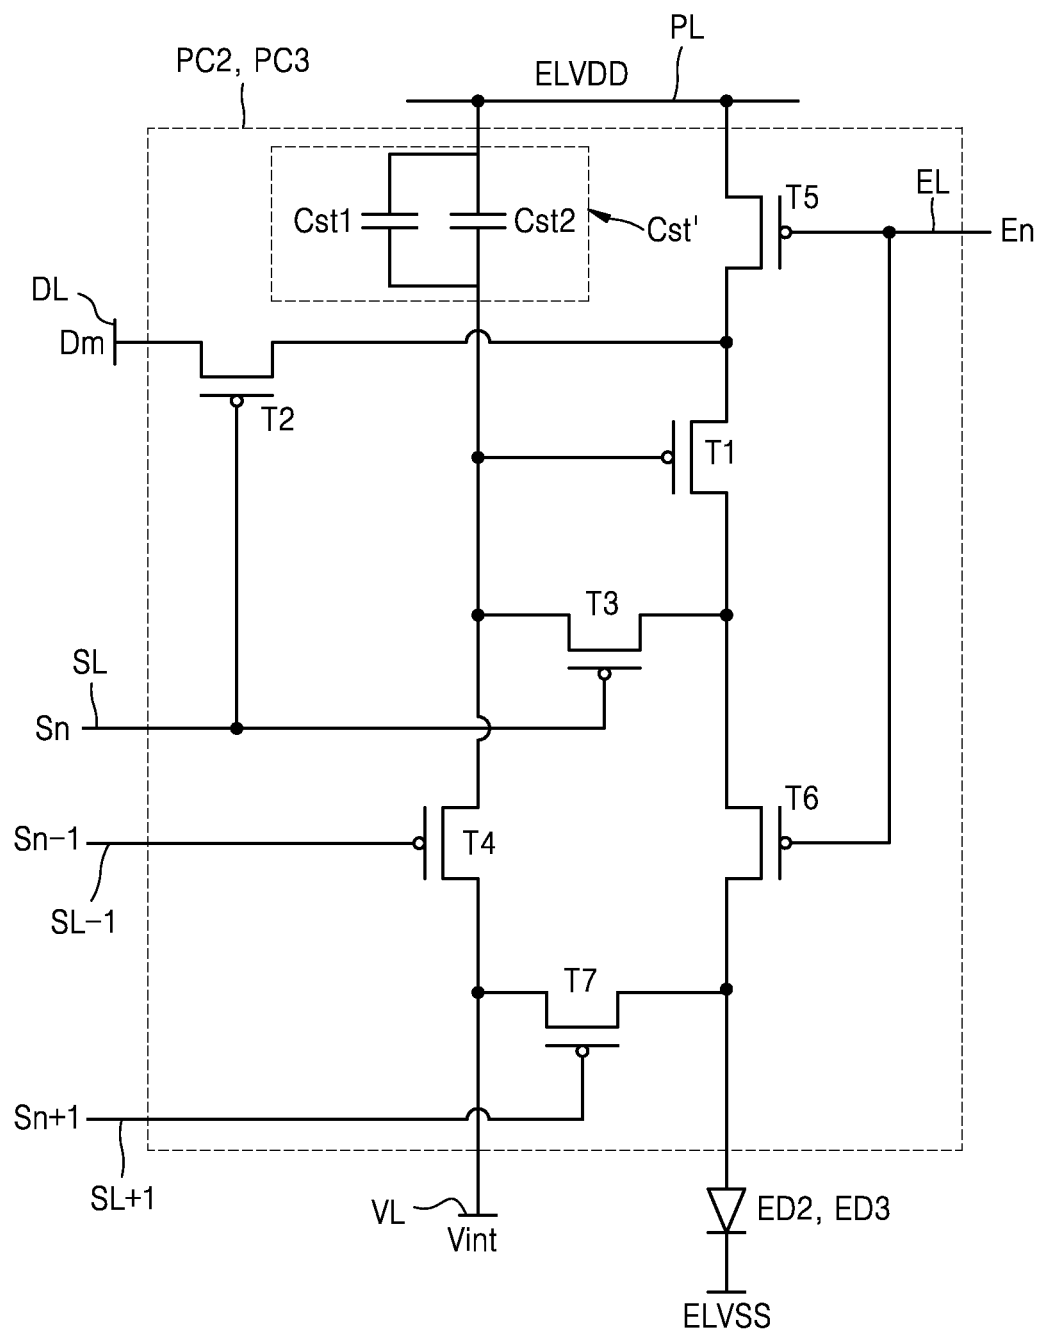 PL
PC2, PC3
ELVDD
T5
EL
Cst1
Cst2
Cst'
En
DL
Dm
T2
T1
T3
SL
Sn
T6
Sn-1
T4
SL-1
T7
Sn+1
SL+1
VL
ED2, ED3
Vint
ELVSS